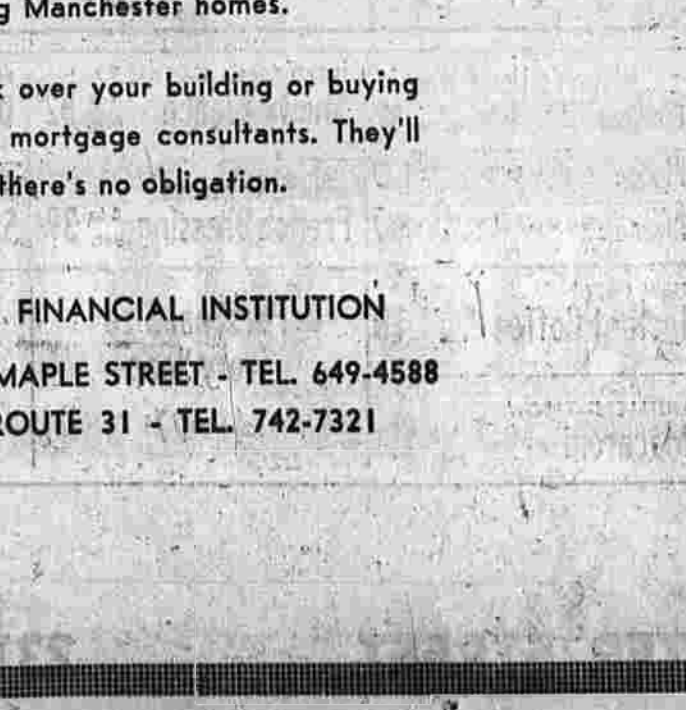 g Manchester homes.
over your building or buying
mortgage consultants. They'll
there's no obligation.
FINANCIAL INSTITUTION
MAPLE STREET - TEL. 649-4588
ROUTE 31 - TEL. 742-7321